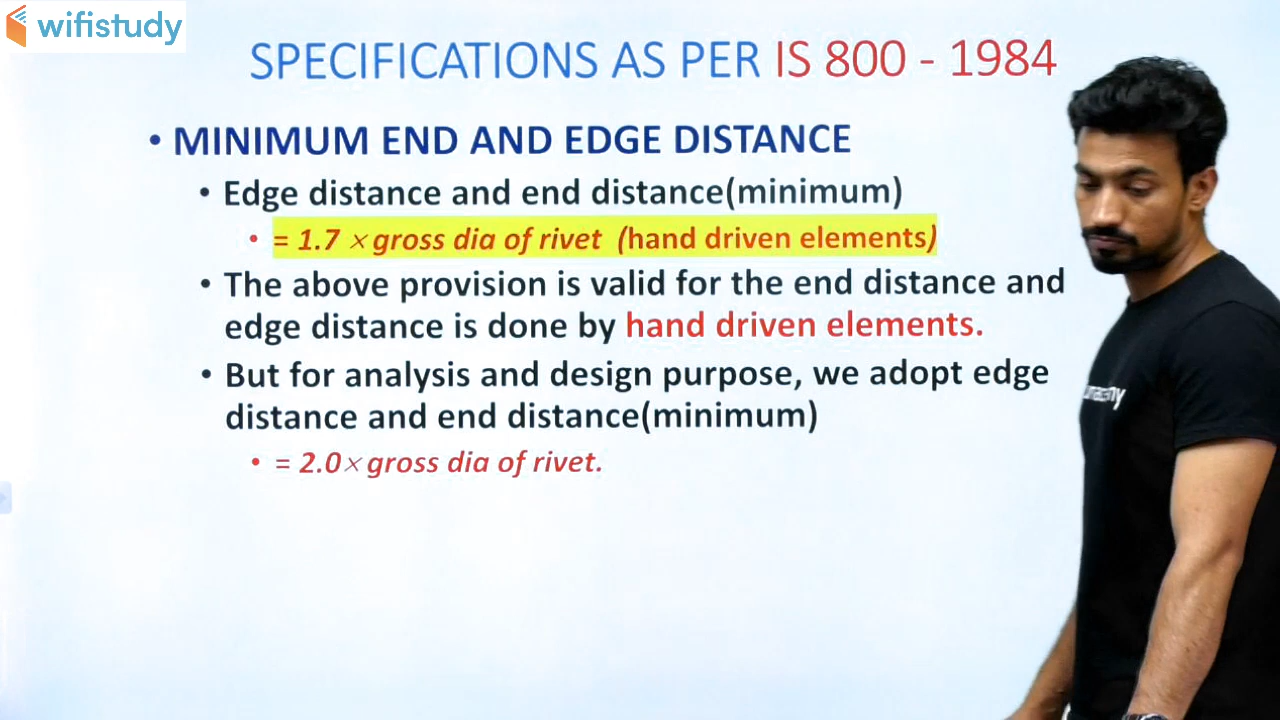 wifistudy
SPECIFICATIONS AS PER IS 800 - 1984
• MINIMUM END AND EDGE DISTANCE
• Edge distance and end distance(minimum)
• = 1.7 × gross dia of rivet (hand driven elements)
• The above provision is valid for the end distance and
edge distance is done by hand driven elements.
• But for analysis and design purpose, we adopt edge
distance and end distance(minimum)
• = 2.0 × gross dia of rivet.